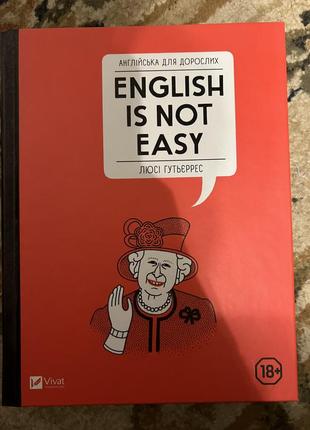 АНГЛІЙСЬКА ДЛЯ ДОРОСЛИХ
ENGLISH
IS NOT
EASY
ЛЮСІ ГУТЬЄРРЕС
Vivat
18+